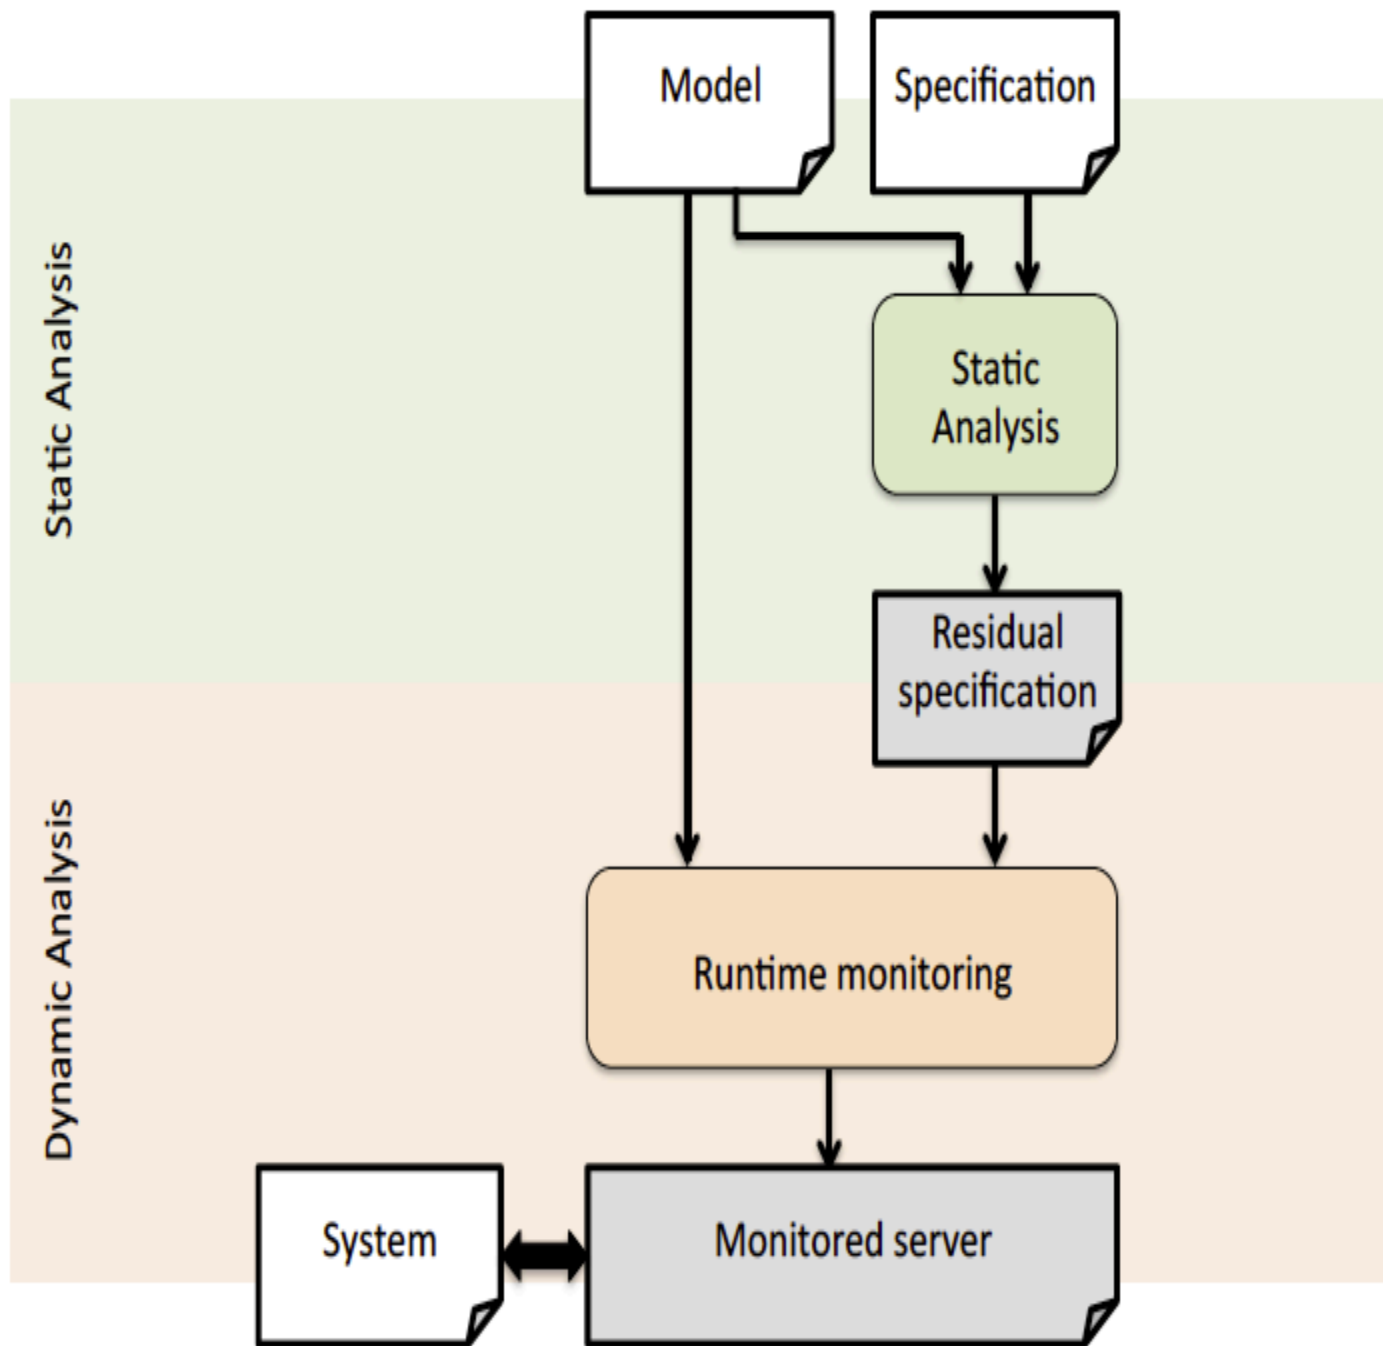 Model
Specification
Static Analysis
Static
Analysis
Residual
specification
Dynamic Analysis
Runtime monitoring
System
Monitored server